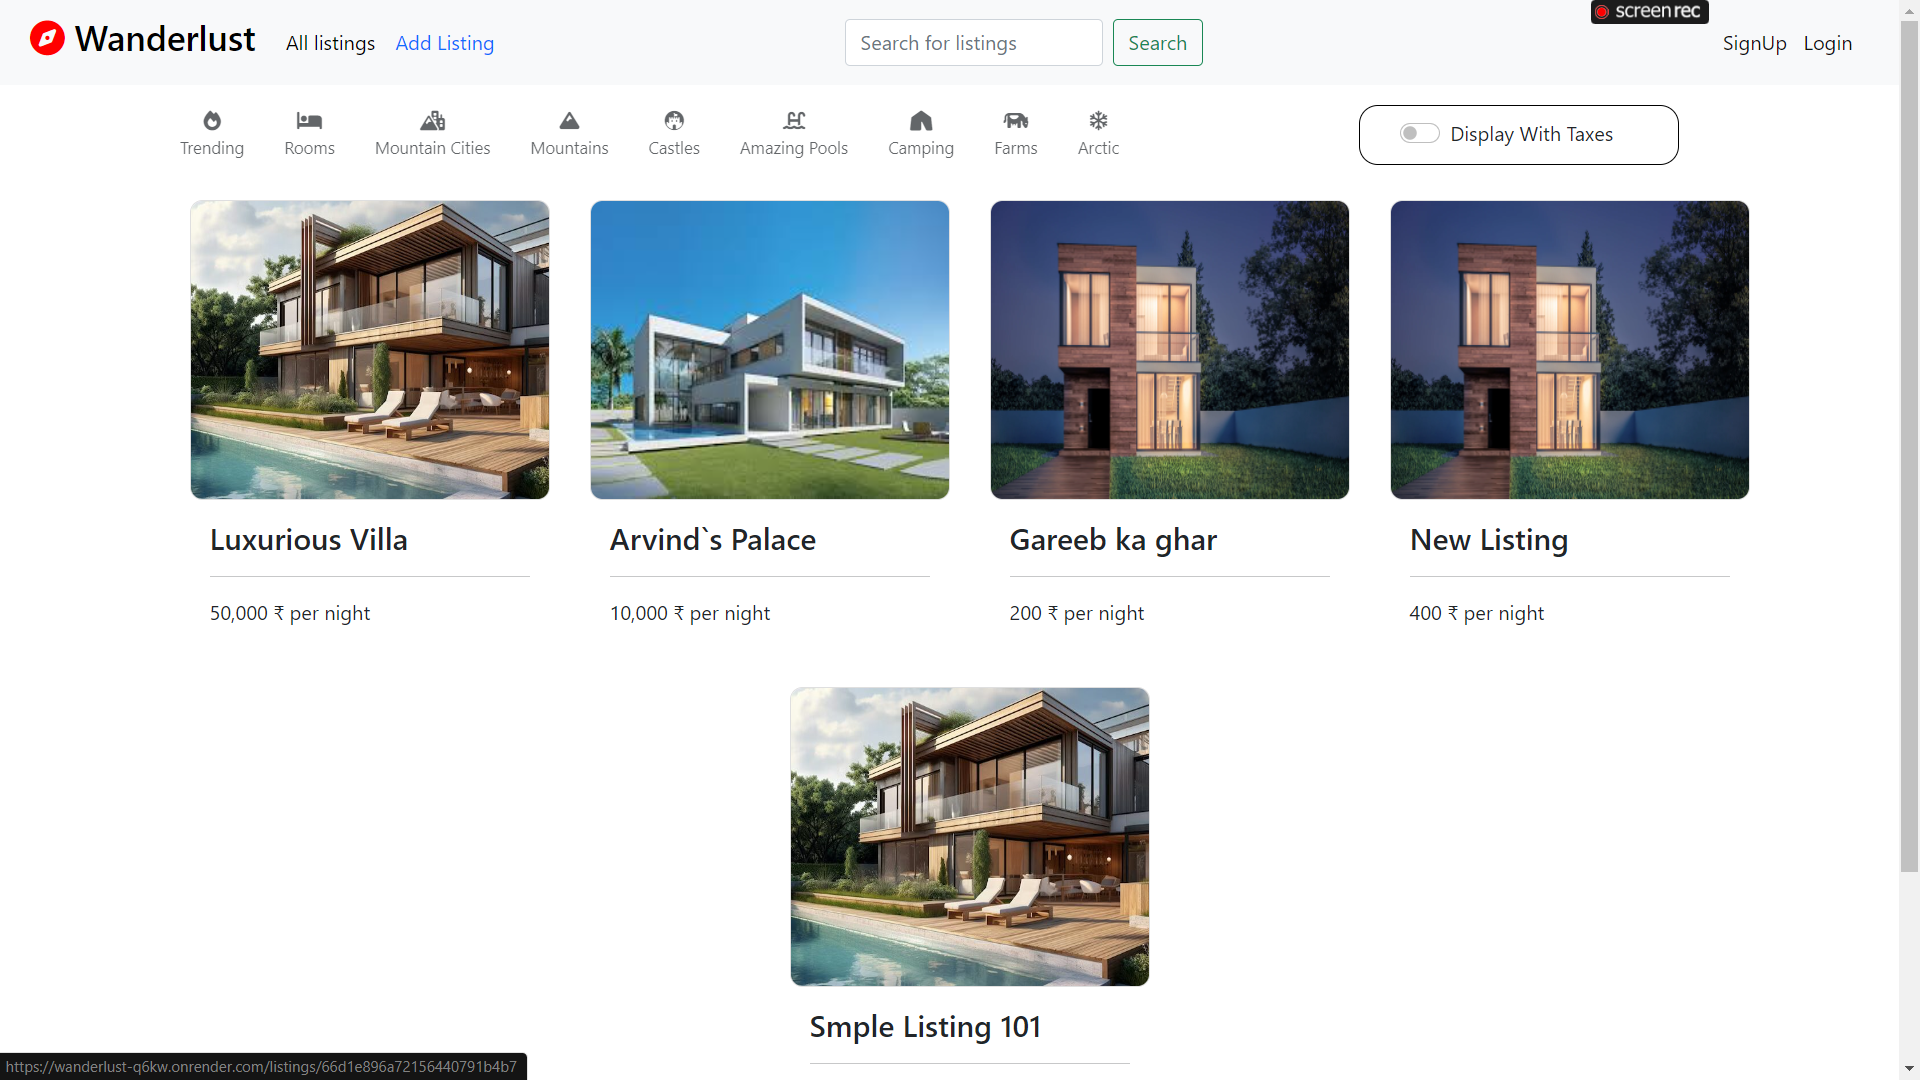 screenrec
Wanderlust All listings Add Listing Search for listings Search SignUp Login
Trending Rooms Mountain Cities Mountains Castles Amazing Pools Camping Farms Arctic Display With Taxes
Luxurious Villa Arvind`s Palace Gareeb ka ghar New Listing
50,000 ₹ per night 10,000 ₹ per night 200 ₹ per night 400 ₹ per night
Smple Listing 101
https://wanderlust-q6kw.onrender.com/listings/66d1e896a72156440791b4b7